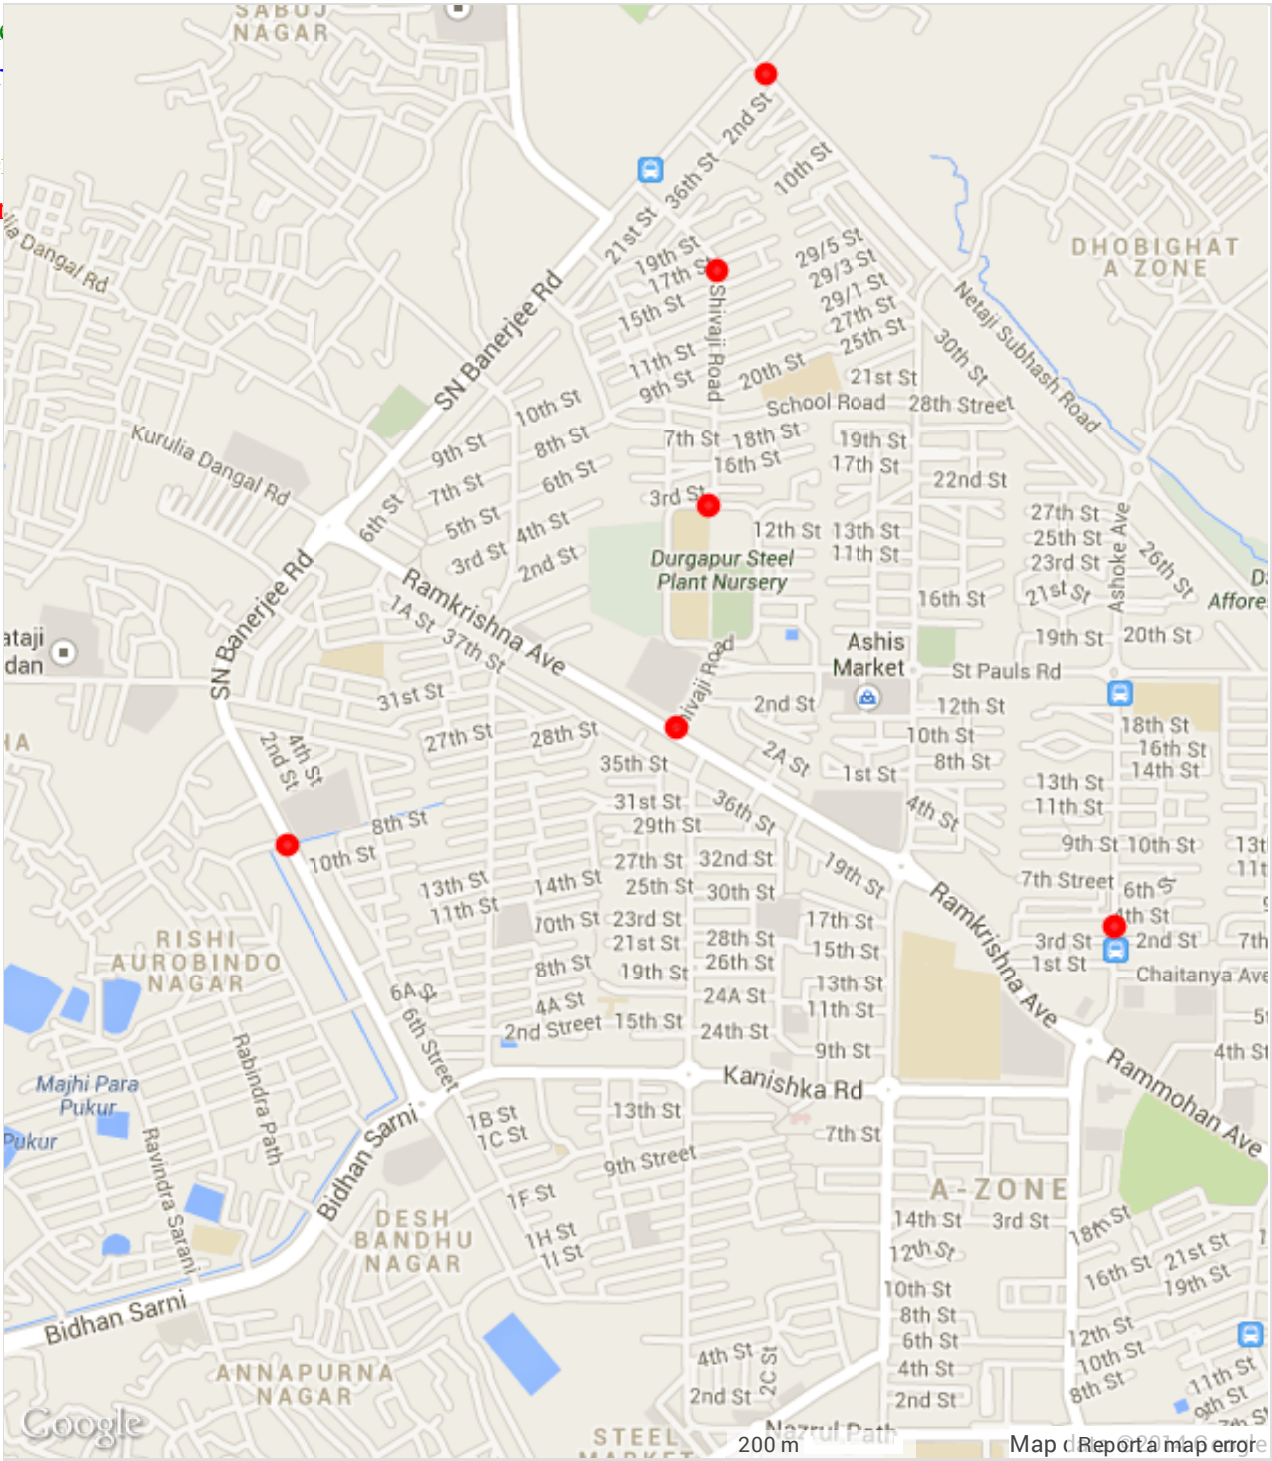 SABUJ
NAGAR
2nd St
36th St
10th St
21st St
19th St
17th St
15th St
29/5 St
29/3 St
29/1 St
27th St
25th St
DHOBIGHAT
A ZONE
Dangal Rd
SN Banerjee Rd
Shivaji Road
Netaji Subhash Road
30th St
11th St
9th St
20th St
21st St
School Road
28th Street
10th St
9th St
8th St
7th St
18th St
19th St
Kurulia Dangal Rd
7th St
6th St
16th St
17th St
22nd St
6th St
5th St
4th St
3rd St
12th St
13th St
27th St
3rd St
2nd St
11th St
25th St
Durgapur Steel
Plant Nursery
23rd St
Ashoke Ave
26th St
SN Banerjee Rd
Ramkrishna Ave
1A St
37th St
16th St
21st St
Affore
ataji
dan
Ashis
Market
19th St
20th St
St Pauls Rd
31st St
hivaji Road
2nd St
12th St
18th St
27th St
28th St
10th St
16th St
2nd St
4th St
35th St
2A St
1st St
8th St
14th St
13th St
31st St
36th St
4th St
11th St
8th St
29th St
10th St
27th St
32nd St
19th St
9th St
10th St
13t
11t
13th St
14th St
25th St
30th St
7th Street
6th St
11th St
23rd St
17th St
Ramkrishna Ave
4th St
21st St
28th St
15th St
3rd St
2nd St
7th
RISHI
AUROBINDO
NAGAR
8th St
19th St
26th St
1st St
Chaitanya Ave
6A St
4A St
24A St
13th St
11th St
6th Street
2nd Street
15th St
24th St
9th St
4th St
Rabindra Path
Majhi Para
Pukur
Kanishka Rd
Rammohan Ave
Pukur
Ravindra Sarani
Bidhan Sarni
1B St
1C St
13th St
7th St
9th Street
1F St
A-ZONE
DESH
BANDHU
NAGAR
14th St
3rd St
1H St
1I St
12th St
21st St
16th St
19th St
10th St
Bidhan Sarni
8th St
12th St
6th St
10th St
ANNAPURNA
NAGAR
4th St
2C St
4th St
8th St
11th St
2nd St
2nd St
9th St
7th St
Google
STEEL
MARKET
Nazrul Path
200 m
Map
Report a map error